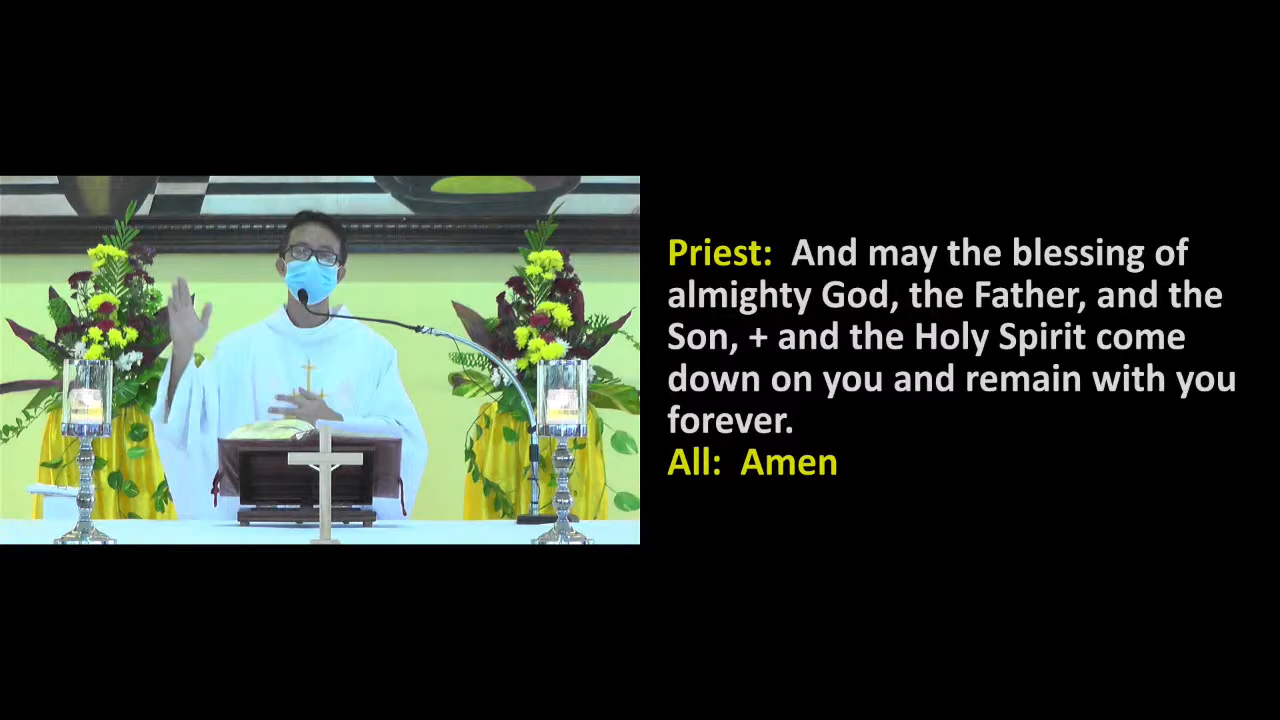 Priest:  And may the blessing of
almighty God, the Father, and the
Son, + and the Holy Spirit come
down on you and remain with you
forever.
All:  Amen